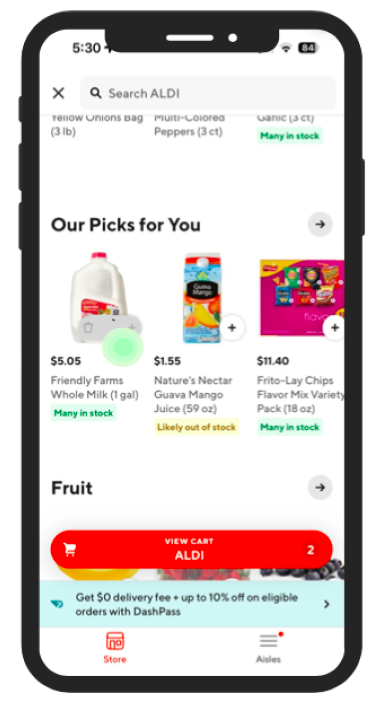 5:30
84
Search ALDI
Yellow Onions Bag
(3 lb)
Multi-Colored
Peppers (3 ct)
Garlic (3 ct)
Many in stock
Our Picks for You
Guava
Mango
flavor
$5.05
Friendly Farms
Whole Milk (1 gal)
Many in stock
$1.55
Nature's Nectar
Guava Mango
Juice (59 oz)
Likely out of stock
$11.40
Frito-Lay Chips
Flavor Mix Variety
Pack (18 oz)
Many in stock
Fruit
VIEW CART
ALDI
2
Get $0 delivery fee + up to 10% off on eligible
orders with DashPass
Store
Aisles